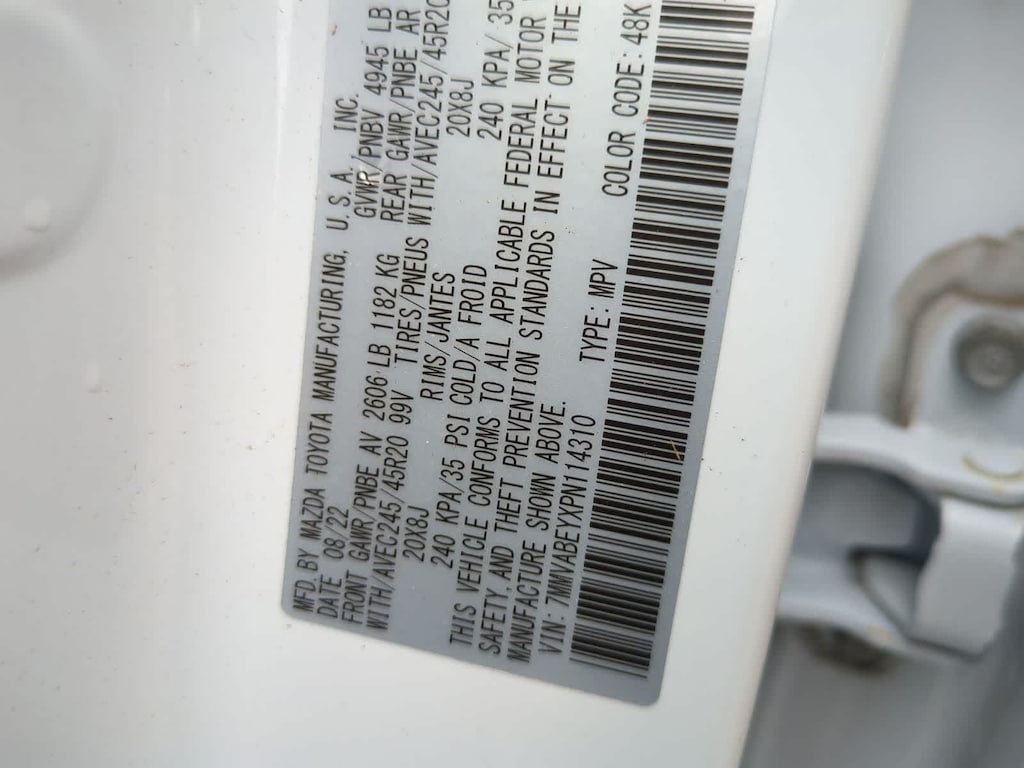 MFD. BY MAZDA TOYOTA MANUFACTURING, U.S.A. INC.
DATE 08/22 GVWR/PNBV 4945 LB
FRONT GAWR/PNBE AV 2606 LB 1182 KG REAR GAWR/PNBE AR
WITH/AVEC245/45R20 99V TIRES/PNEUS WITH/AVEC245/45R20
20X8J RIMS/JANTES 20X8J
240 KPA/35 PSI COLD/A FROID 240 KPA/ 35
THIS VEHICLE CONFORMS TO ALL APPLICABLE FEDERAL MOTOR
SAFETY, AND THEFT PREVENTION STANDARDS IN EFFECT ON THE
MANUFACTURE SHOWN ABOVE.
VIN: 7MMVABEYXPN114310 TYPE: MPV COLOR CODE: 48K